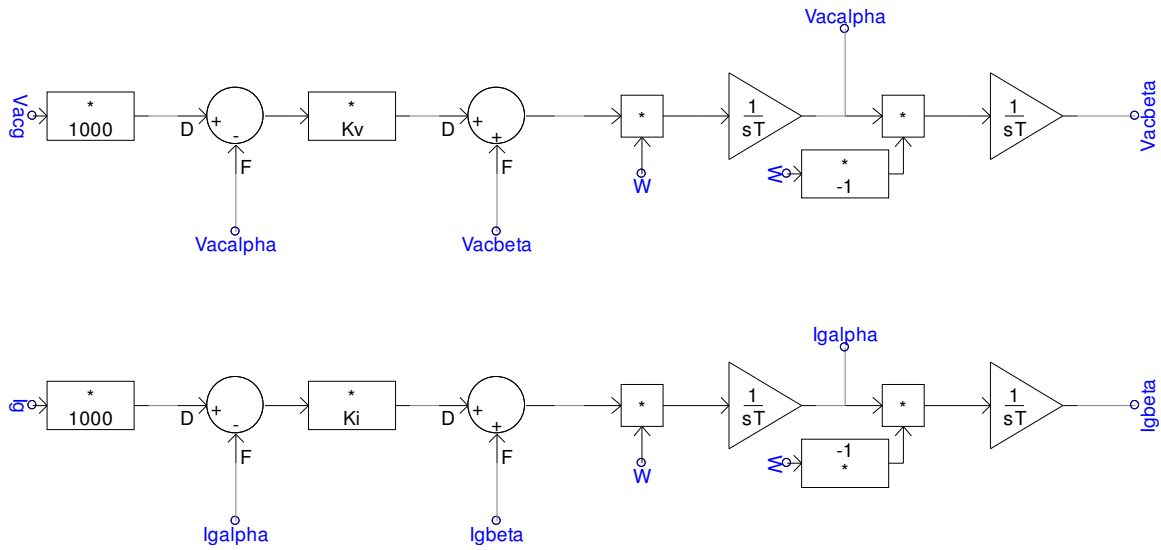 Vacalpha
Vacg
*
1000
D
+
-
F
*
Kv
D
+
+
F
*
W
1
sT
*
W
*
-1
1
sT
Vacbeta
Vacalpha
Vacbeta
Igalpha
Ig
*
1000
D
+
-
F
*
Ki
D
+
+
F
*
W
1
sT
*
W
-1
*
1
sT
Igbeta
Igalpha
Igbeta